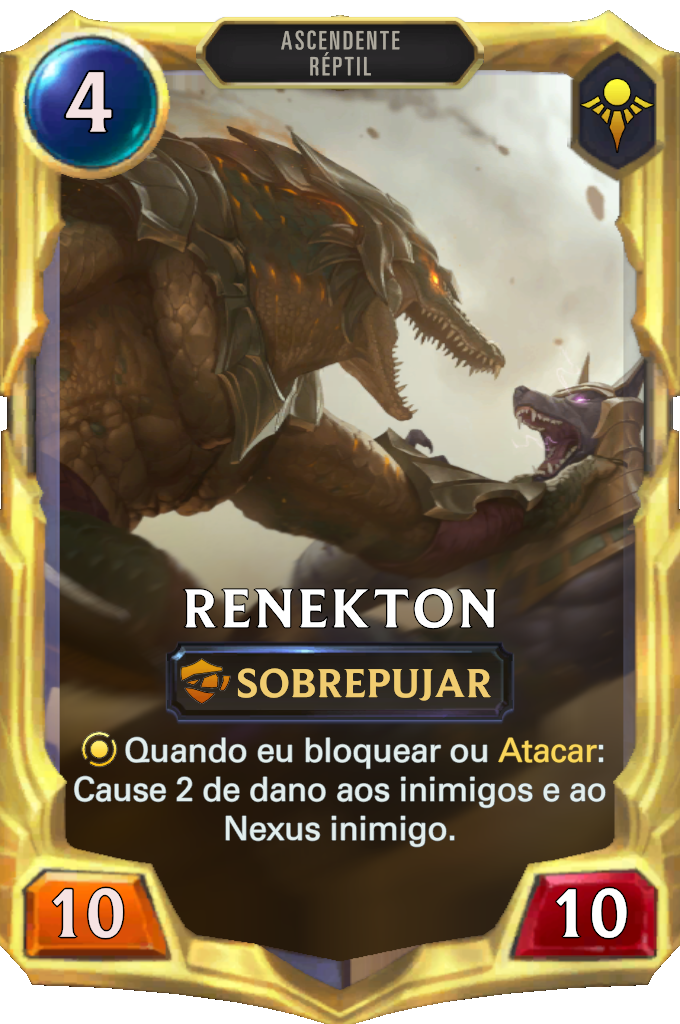 4
ASCENDENTE
RÉPTIL
RENEKTON
SOBREPUJAR
Quando eu bloquear ou Atacar:
Cause 2 de dano aos inimigos e ao
Nexus inimigo.
10
10